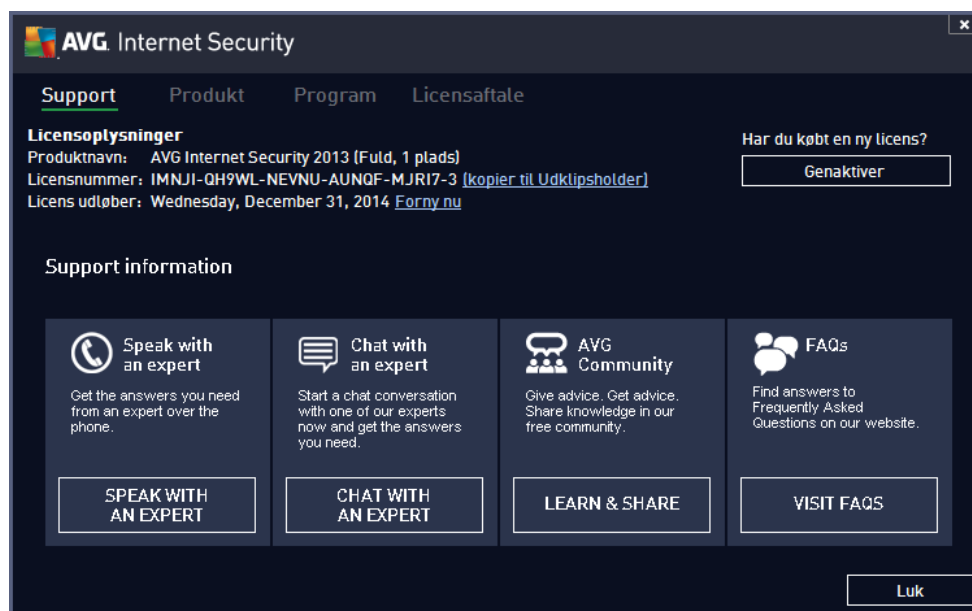 AVG. Internet Security
Support Produkt Program Licensaftale
Licensoplysninger
Produktnavn: AVG Internet Security 2013 (Fuld, 1 plads)
Licensnummer: IMNJI-QH9WL-NEVNU-AUNQF-MJRI7-3 (kopier til Udklipsholder)
Licens udløber: Wednesday, December 31, 2014 Forny nu
Har du købt en ny licens?
Genaktiver
Support information
Speak with
an expert
Get the answers you need
from an expert over the
phone.
SPEAK WITH
AN EXPERT
Chat with
an expert
Start a chat conversation
with one of our experts
now and get the answers
you need.
CHAT WITH
AN EXPERT
AVG
Community
Give advice. Get advice.
Share knowledge in our
free community.
LEARN & SHARE
FAQs
Find answers to
Frequently Asked
Questions on our website.
VISIT FAQS
Luk